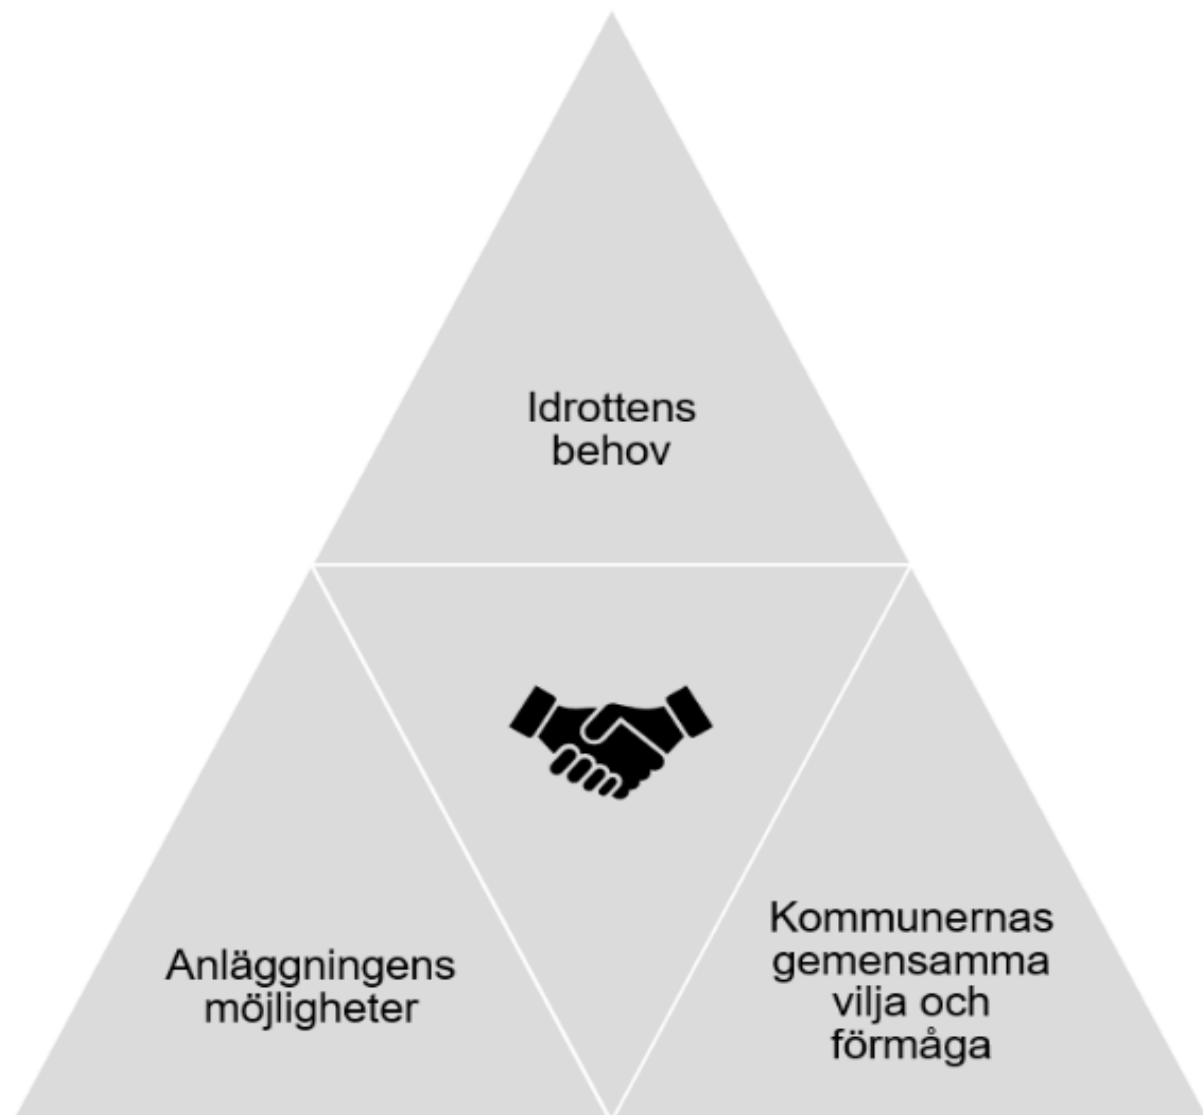 Idrottens
behov
Anläggningens
möjligheter
Kommunernas
gemensamma
vilja och
förmåga